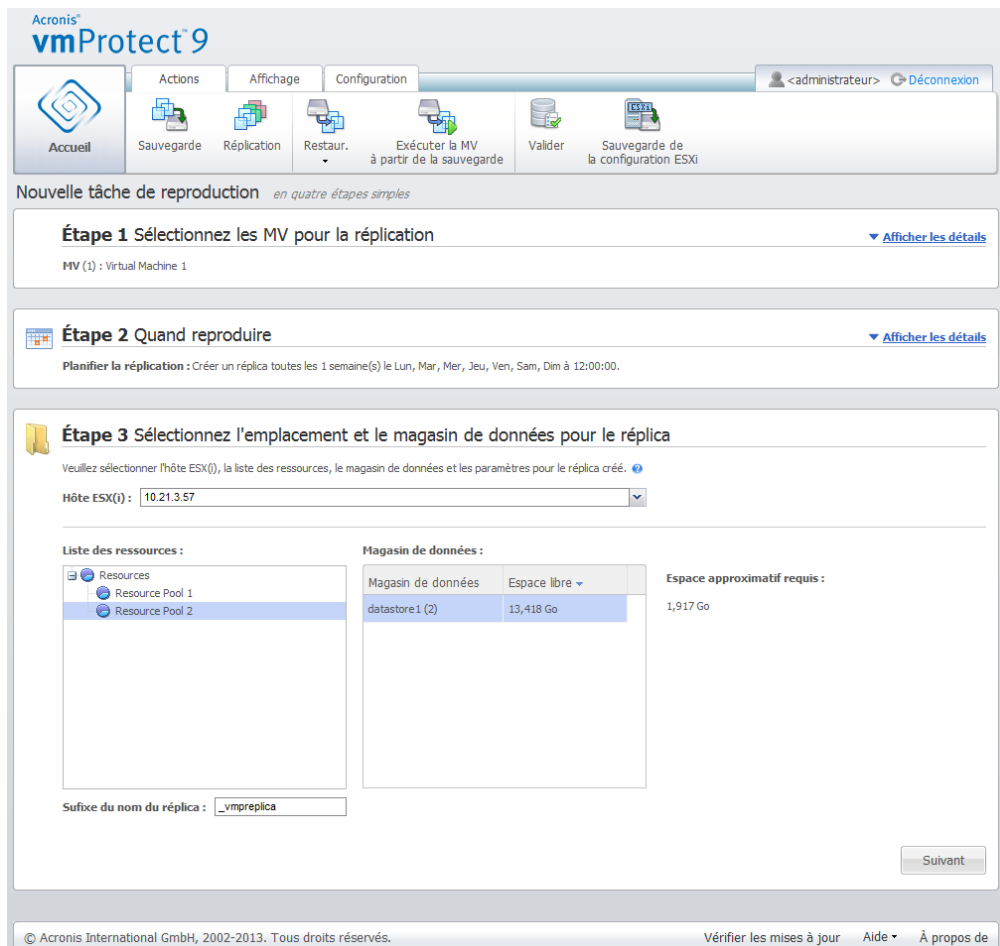 Acronis®
vmProtect™9
Actions
Affichage
Configuration
<administrateur>
Déconnexion
Accueil
Sauvegarde
Réplication
Restaur.
Exécuter la MV
à partir de la sauvegarde
Valider
ESXi
Sauvegarde de
la configuration ESXi
Nouvelle tâche de reproduction en quatre étapes simples
Étape 1 Sélectionnez les MV pour la réplication
Afficher les détails
MV (1) : Virtual Machine 1
Étape 2 Quand reproduire
Afficher les détails
Planifier la réplication : Créer un réplica toutes les 1 semaine(s) le Lun, Mar, Mer, Jeu, Ven, Sam, Dim à 12:00:00.
Étape 3 Sélectionnez l'emplacement et le magasin de données pour le réplica
Veuillez sélectionner l'hôte ESX(i), la liste des ressources, le magasin de données et les paramètres pour le réplica créé. ?
Hôte ESX(i) : 10.21.3.57
Liste des ressources :
Resources
Resource Pool 1
Resource Pool 2
Magasin de données :
Magasin de données Espace libre
datastore1 (2) 13,418 Go
Espace approximatif requis :
1,917 Go
Sufixe du nom du réplica : _vmpreplica
Suivant
© Acronis International GmbH, 2002-2013. Tous droits réservés.
Vérifier les mises à jour Aide À propos de